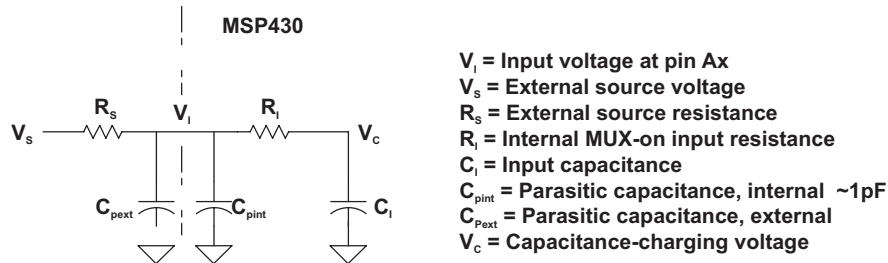 MSP430
V_S
R_S
V_I
R_I
V_C
C_pext
C_pint
C_I
V_I = Input voltage at pin Ax
V_S = External source voltage
R_S = External source resistance
R_I = Internal MUX-on input resistance
C_I = Input capacitance
C_pint = Parasitic capacitance, internal ~1pF
C_Pext = Parasitic capacitance, external
V_C = Capacitance-charging voltage